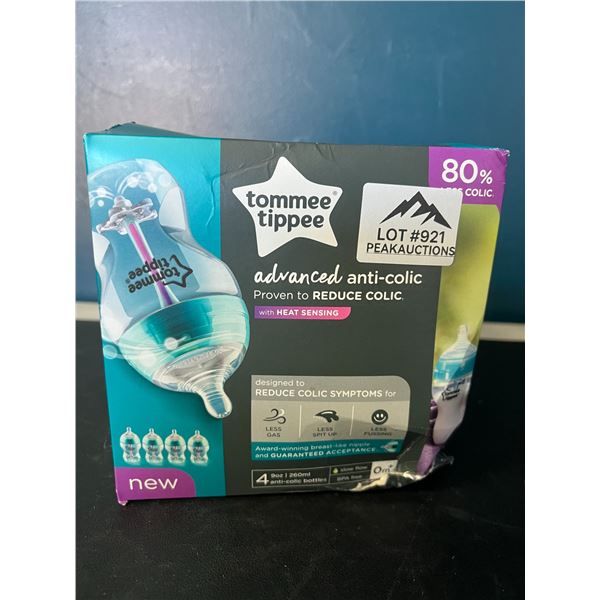 80%
LESS COLIC.
tommee
tippee
LOT #921
PEAKAUCTIONS
tommee
tippee
advanced anti-colic
Proven to REDUCE COLIC.
with HEAT SENSING
designed to
REDUCE COLIC SYMPTOMS for
LESS
GAS
LESS
SPIT UP
LESS
FUSSING
Award-winning breast-like nipple
and GUARANTEED ACCEPTANCE
new
4 9oz | 260ml
anti-colic bottles
slow flow
BPA free
0m+